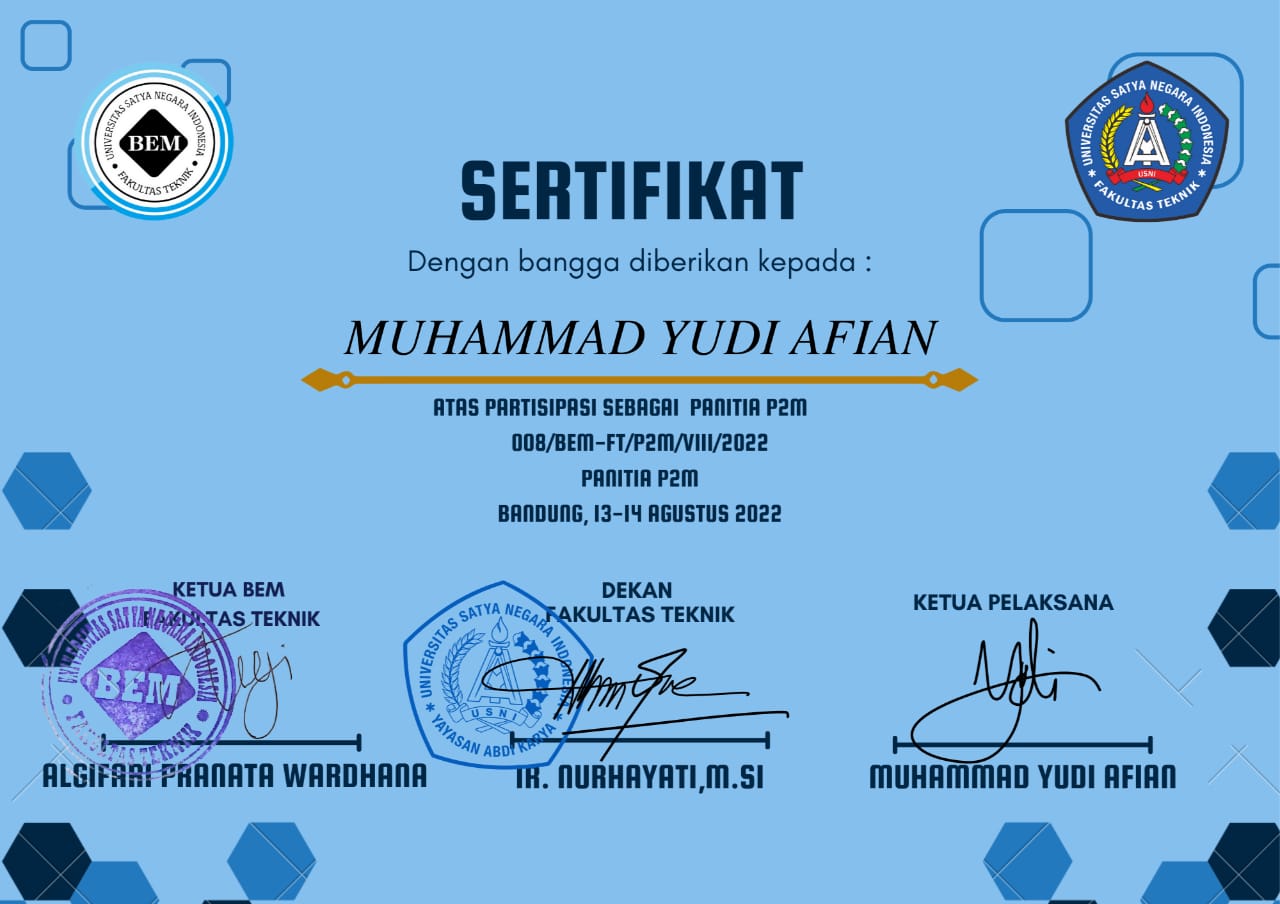 UNIVERSITAS SATYA NEGARA INDONESIA
BEM
• FAKULTAS TEKNIK •
UNIVERSITAS SATYA NEGARA INDONESIA
USNI
* FAKULTAS TEKNIK *
SERTIFIKAT
Dengan bangga diberikan kepada :
MUHAMMAD YUDI AFIAN
ATAS PARTISIPASI SEBAGAI PANITIA P2M
008/BEM-FT/P2M/VIII/2022
PANITIA P2M
BANDUNG, 13-14 AGUSTUS 2022
KETUA BEM
FAKULTAS TEKNIK
UNIVERSITAS SATYA NEGARA INDONESIA
BEM
• FAKULTAS TEKNIK •
ALGIFARI PRANATA WARDHANA
DEKAN
FAKULTAS TEKNIK
UNIVERSITAS SATYA NEGARA INDONESIA
USNI
* YAYASAN ABDI KARYA *
IR. NURHAYATI,M.SI
KETUA PELAKSANA
Yudi
MUHAMMAD YUDI AFIAN